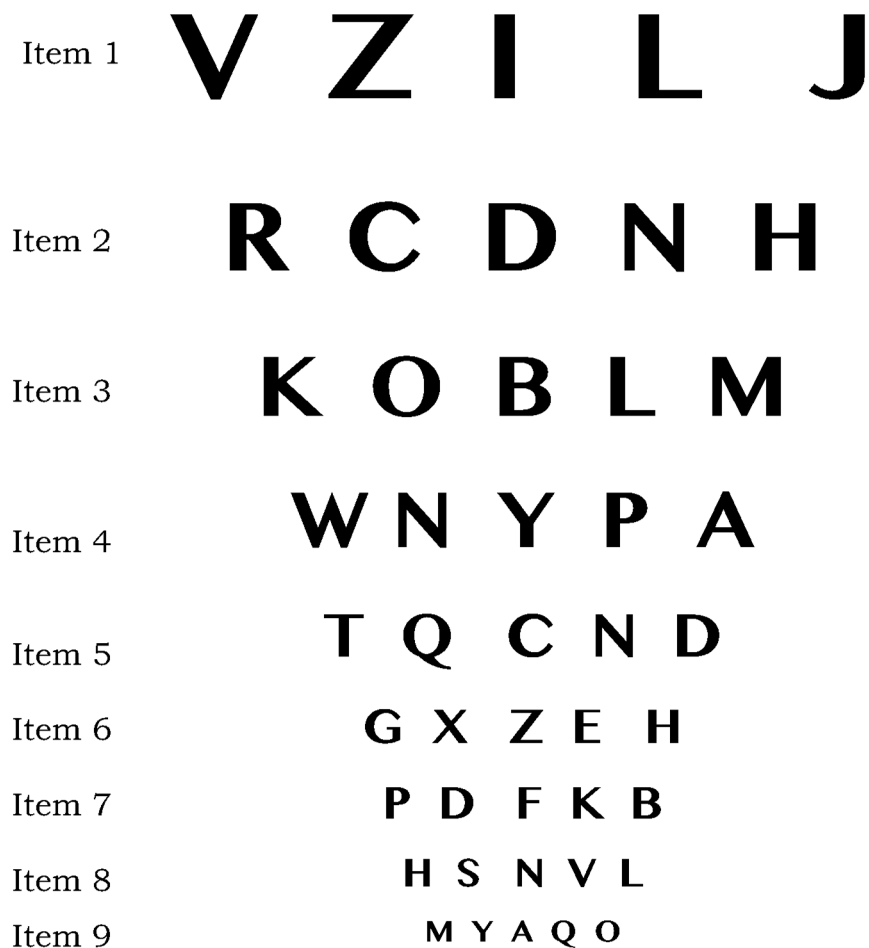 Item 1 V Z I L J
Item 2 R C D N H
Item 3 K O B L M
Item 4 W N Y P A
Item 5 T Q C N D
Item 6 G X Z E H
Item 7 P D F K B
Item 8 H S N V L
Item 9 M Y A Q O